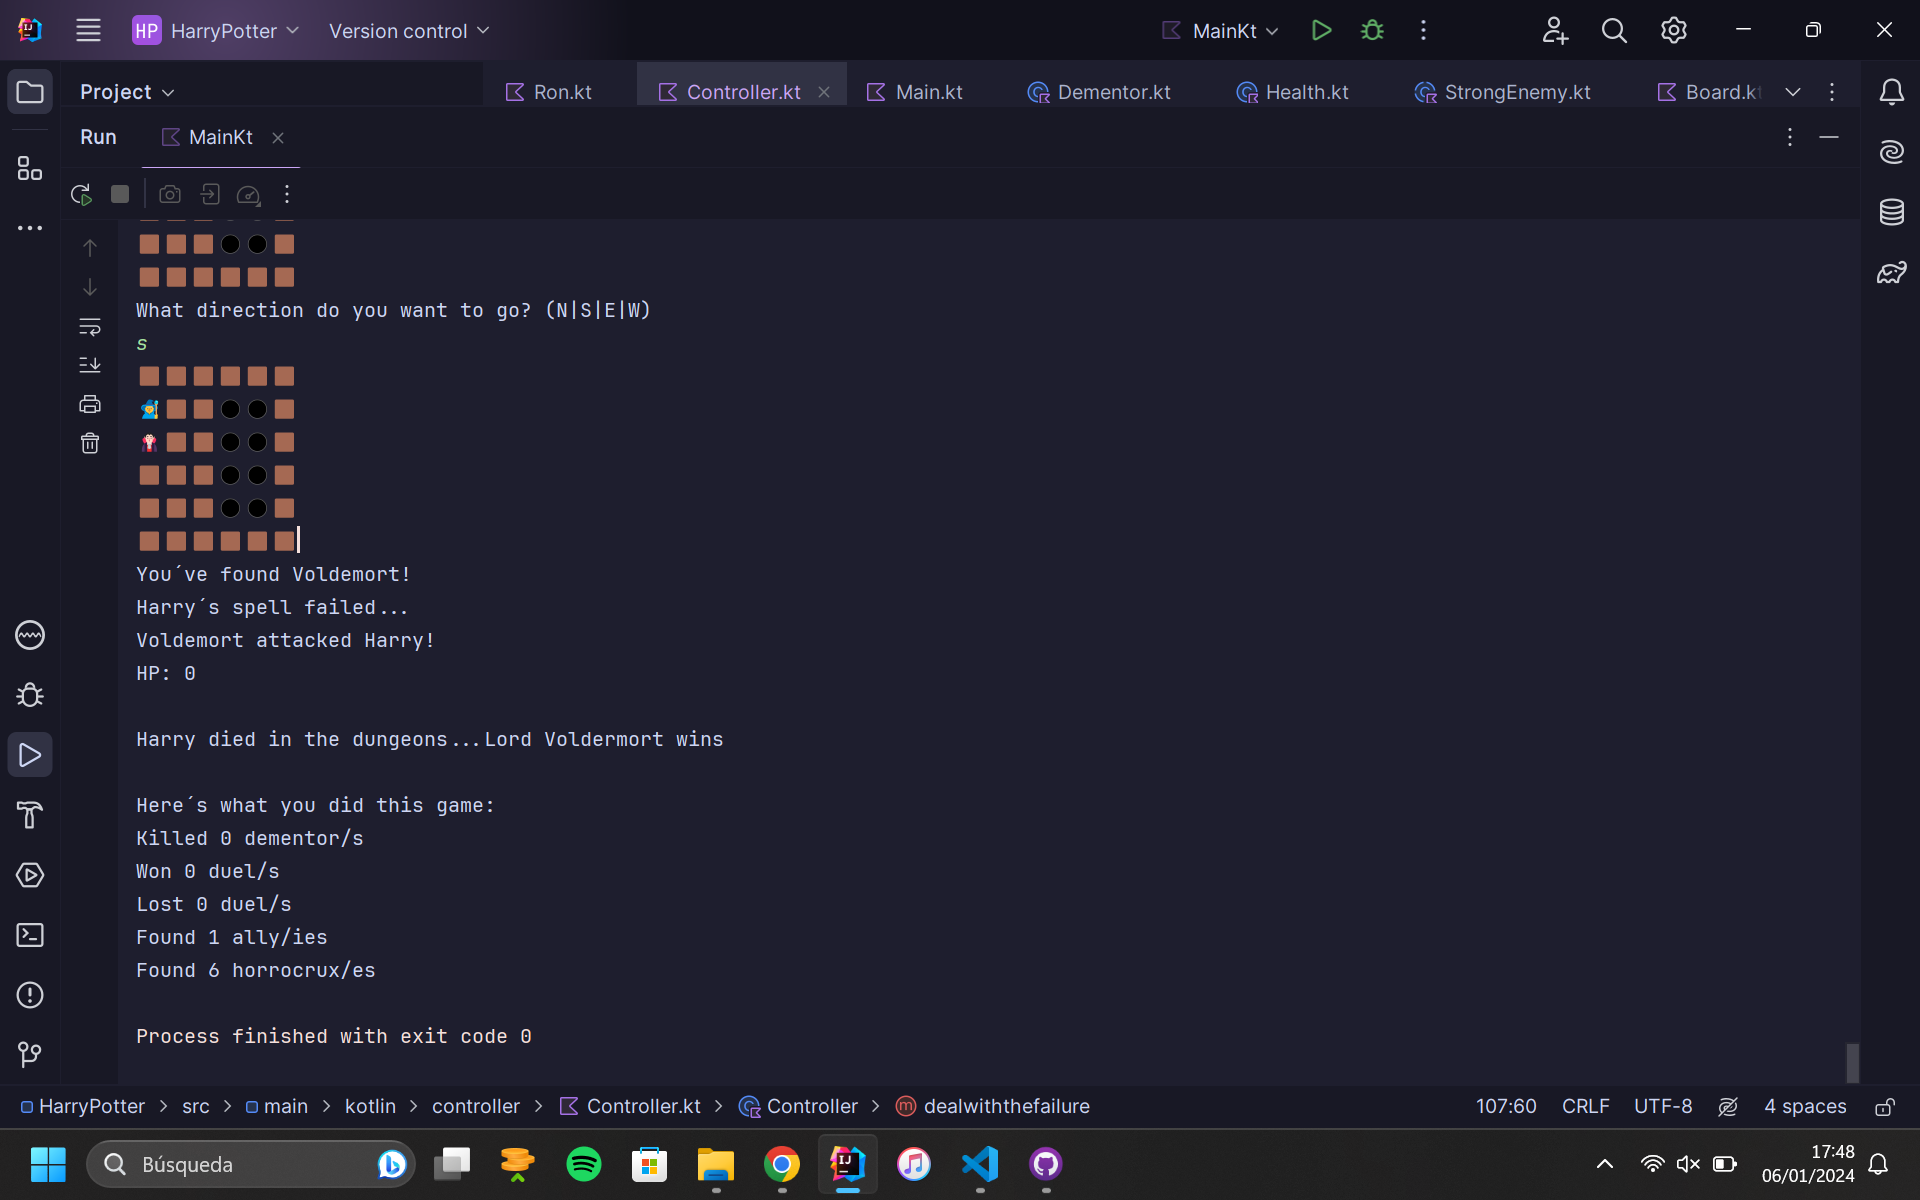 HP HarryPotter Version control MainKt
Project Ron.kt Controller.kt Main.kt Dementor.kt Health.kt StrongEnemy.kt Board.kt
Run MainKt
What direction do you want to go? (N|S|E|W)
s
You´ve found Voldemort!
Harry´s spell failed...
Voldemort attacked Harry!
HP: 0
Harry died in the dungeons...Lord Voldermort wins
Here´s what you did this game:
Killed 0 dementor/s
Won 0 duel/s
Lost 0 duel/s
Found 1 ally/ies
Found 6 horrocrux/es
Process finished with exit code 0
HarryPotter > src > main > kotlin > controller > Controller.kt > Controller > m dealwiththefailure 107:60 CRLF UTF-8 4 spaces
Búsqueda 17:48
06/01/2024